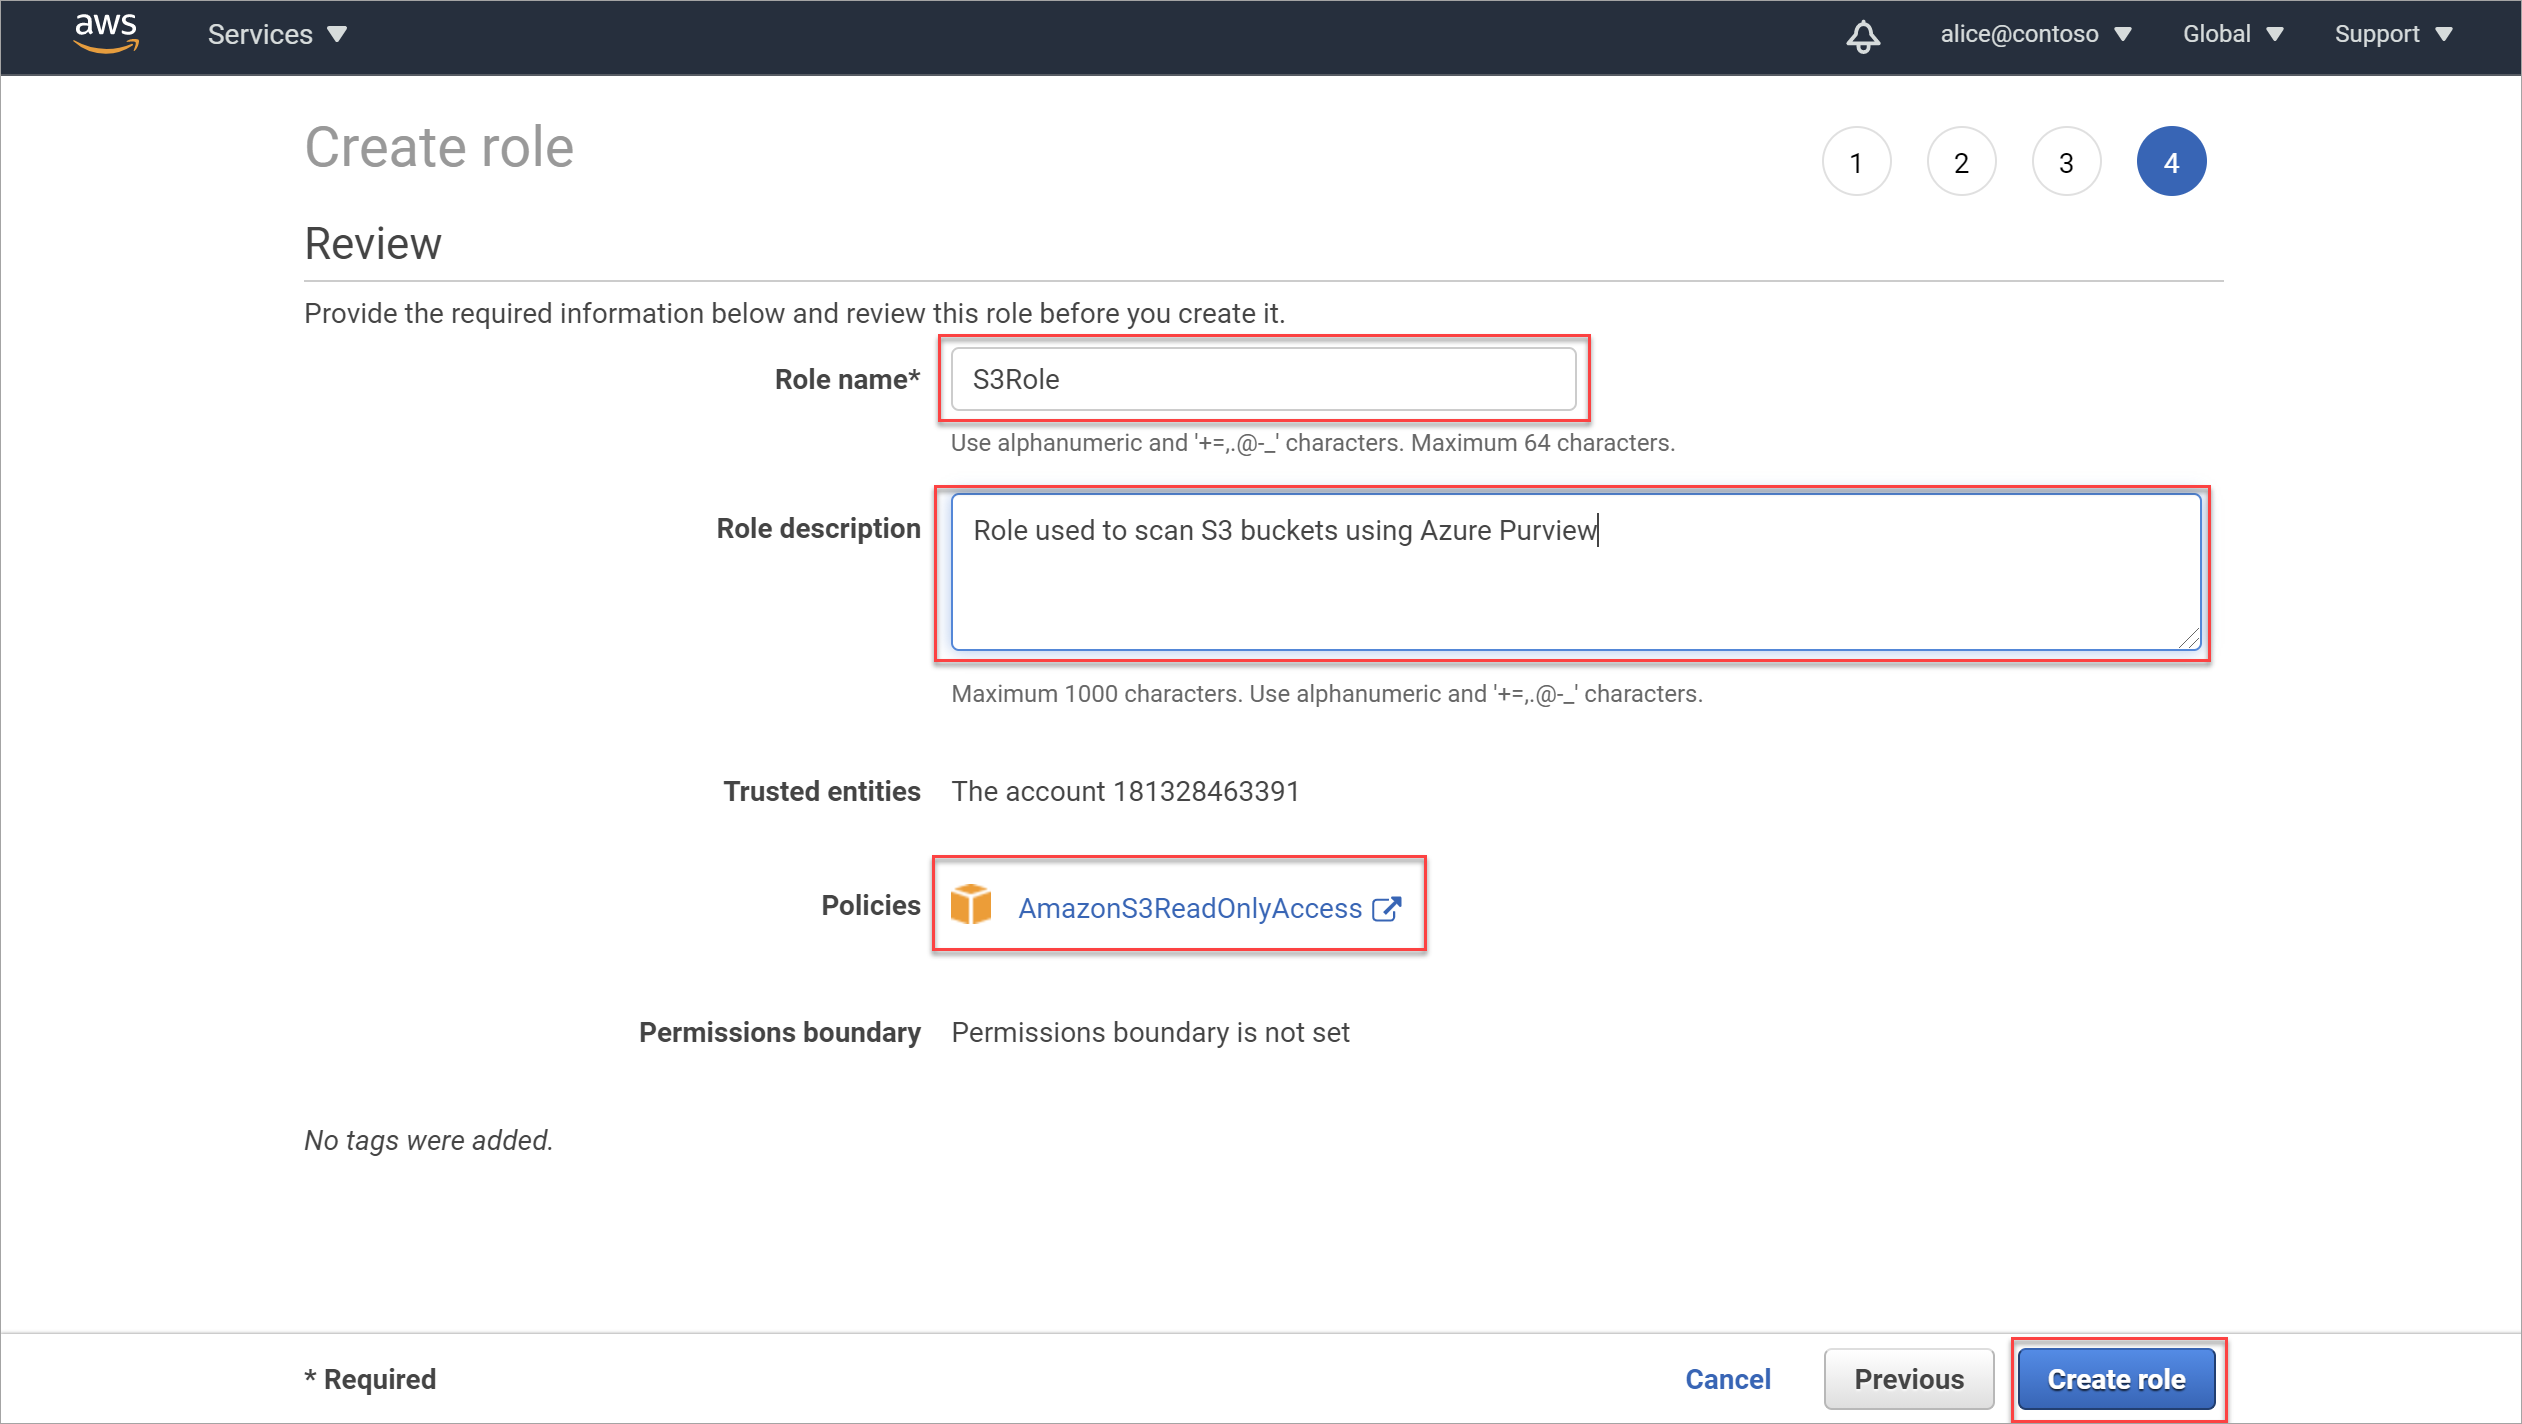 aws Services alice@contoso Global Support
Create role 1 2 3 4
Review
Provide the required information below and review this role before you create it.
Role name* S3Role
Use alphanumeric and '+=,.@-_' characters. Maximum 64 characters.
Role description Role used to scan S3 buckets using Azure Purview
Maximum 1000 characters. Use alphanumeric and '+=,.@-_' characters.
Trusted entities The account 181328463391
Policies AmazonS3ReadOnlyAccess
Permissions boundary Permissions boundary is not set
No tags were added.
* Required Cancel Previous Create role